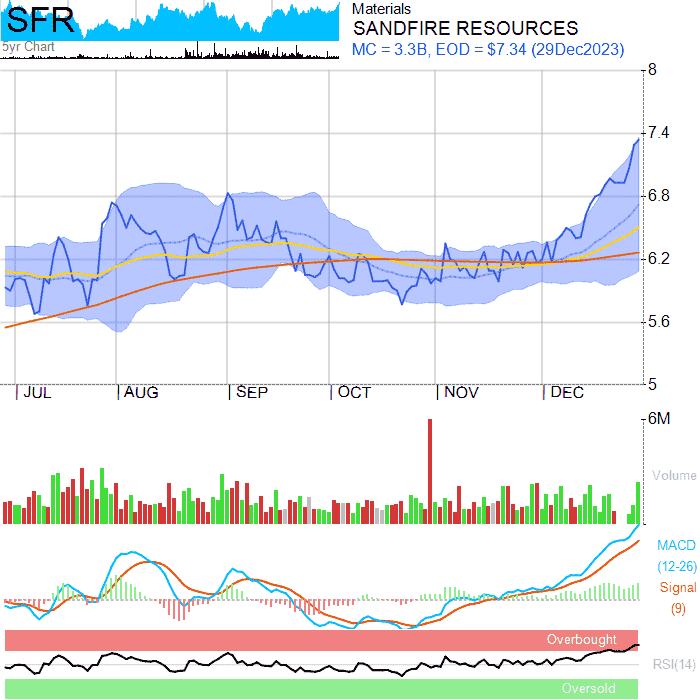 SFR
5yr Chart
Materials
SANDFIRE RESOURCES
MC = 3.3B, EOD = $7.34 (29Dec2023)
8
7.4
6.8
6.2
5.6
5
JUL AUG SEP OCT NOV DEC
6M
Volume
MACD
(12-26)
Signal
(9)
Overbought
RSI(14)
Oversold